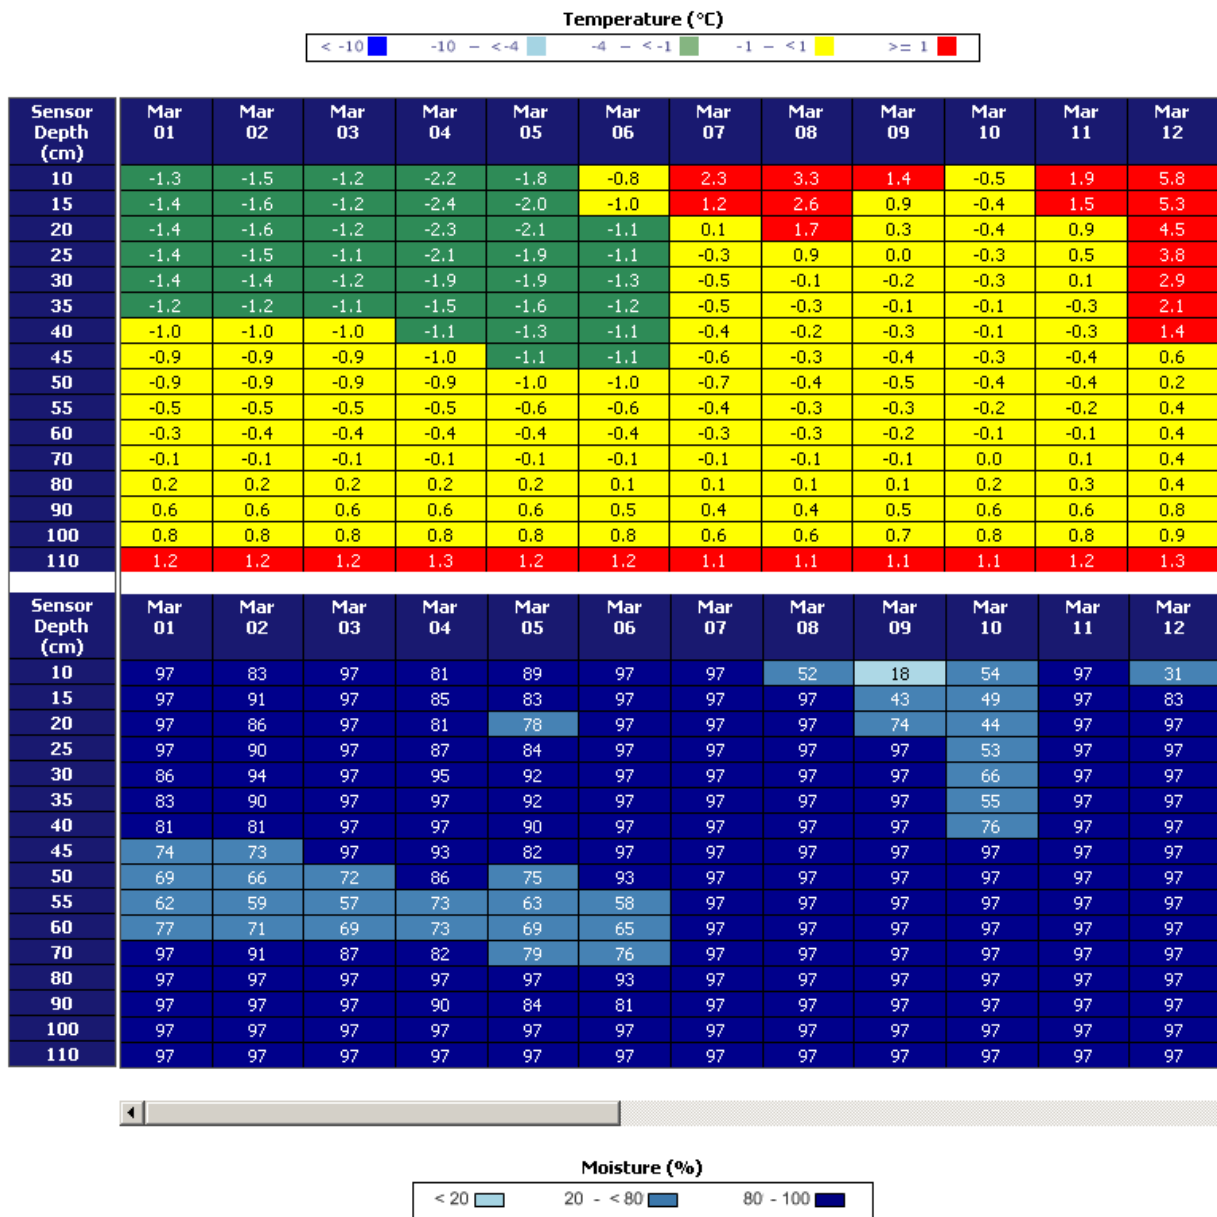 Temperature (°C)
< -10 -10 - <-4 -4 - <-1 -1 - <1 >= 1
Sensor Depth (cm) Mar 01 Mar 02 Mar 03 Mar 04 Mar 05 Mar 06 Mar 07 Mar 08 Mar 09 Mar 10 Mar 11 Mar 12
10 -1.3 -1.5 -1.2 -2.2 -1.8 -0.8 2.3 3.3 1.4 -0.5 1.9 5.8
15 -1.4 -1.6 -1.2 -2.4 -2.0 -1.0 1.2 2.6 0.9 -0.4 1.5 5.3
20 -1.4 -1.6 -1.2 -2.3 -2.1 -1.1 0.1 1.7 0.3 -0.4 0.9 4.5
25 -1.4 -1.5 -1.1 -2.1 -1.9 -1.1 -0.3 0.9 0.0 -0.3 0.5 3.8
30 -1.4 -1.4 -1.2 -1.9 -1.9 -1.3 -0.5 -0.1 -0.2 -0.3 0.1 2.9
35 -1.2 -1.2 -1.1 -1.5 -1.6 -1.2 -0.5 -0.3 -0.1 -0.1 -0.3 2.1
40 -1.0 -1.0 -1.0 -1.1 -1.3 -1.1 -0.4 -0.2 -0.3 -0.1 -0.3 1.4
45 -0.9 -0.9 -0.9 -1.0 -1.1 -1.1 -0.6 -0.3 -0.4 -0.3 -0.4 0.6
50 -0.9 -0.9 -0.9 -0.9 -1.0 -1.0 -0.7 -0.4 -0.5 -0.4 -0.4 0.2
55 -0.5 -0.5 -0.5 -0.5 -0.6 -0.6 -0.4 -0.3 -0.3 -0.2 -0.2 0.4
60 -0.3 -0.4 -0.4 -0.4 -0.4 -0.4 -0.3 -0.3 -0.2 -0.1 -0.1 0.4
70 -0.1 -0.1 -0.1 -0.1 -0.1 -0.1 -0.1 -0.1 -0.1 0.0 0.1 0.4
80 0.2 0.2 0.2 0.2 0.2 0.1 0.1 0.1 0.1 0.2 0.3 0.4
90 0.6 0.6 0.6 0.6 0.6 0.5 0.4 0.4 0.5 0.6 0.6 0.8
100 0.8 0.8 0.8 0.8 0.8 0.8 0.6 0.6 0.7 0.8 0.8 0.9
110 1.2 1.2 1.2 1.3 1.2 1.2 1.1 1.1 1.1 1.1 1.2 1.3
Sensor Depth (cm) Mar 01 Mar 02 Mar 03 Mar 04 Mar 05 Mar 06 Mar 07 Mar 08 Mar 09 Mar 10 Mar 11 Mar 12
10 97 83 97 81 89 97 97 52 18 54 97 31
15 97 91 97 85 83 97 97 97 43 49 97 83
20 97 86 97 81 78 97 97 97 74 44 97 97
25 97 90 97 87 84 97 97 97 97 53 97 97
30 86 94 97 95 92 97 97 97 97 66 97 97
35 83 90 97 97 92 97 97 97 97 55 97 97
40 81 81 97 97 90 97 97 97 97 76 97 97
45 74 73 97 93 82 97 97 97 97 97 97 97
50 69 66 72 86 75 93 97 97 97 97 97 97
55 62 59 57 73 63 58 97 97 97 97 97 97
60 77 71 69 73 69 65 97 97 97 97 97 97
70 97 91 87 82 79 76 97 97 97 97 97 97
80 97 97 97 97 97 93 97 97 97 97 97 97
90 97 97 97 90 84 81 97 97 97 97 97 97
100 97 97 97 97 97 97 97 97 97 97 97 97
110 97 97 97 97 97 97 97 97 97 97 97 97
Moisture (%)
< 20 20 - < 80 80 - 100